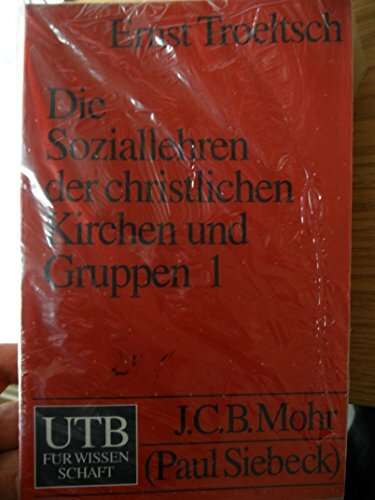 Ernst Troeltsch
Die
Soziallehren
der christlichen
Kirchen und
Gruppen 1
J.C.B. Mohr
(Paul Siebeck)
UTB
FÜR WISSEN
SCHAFT